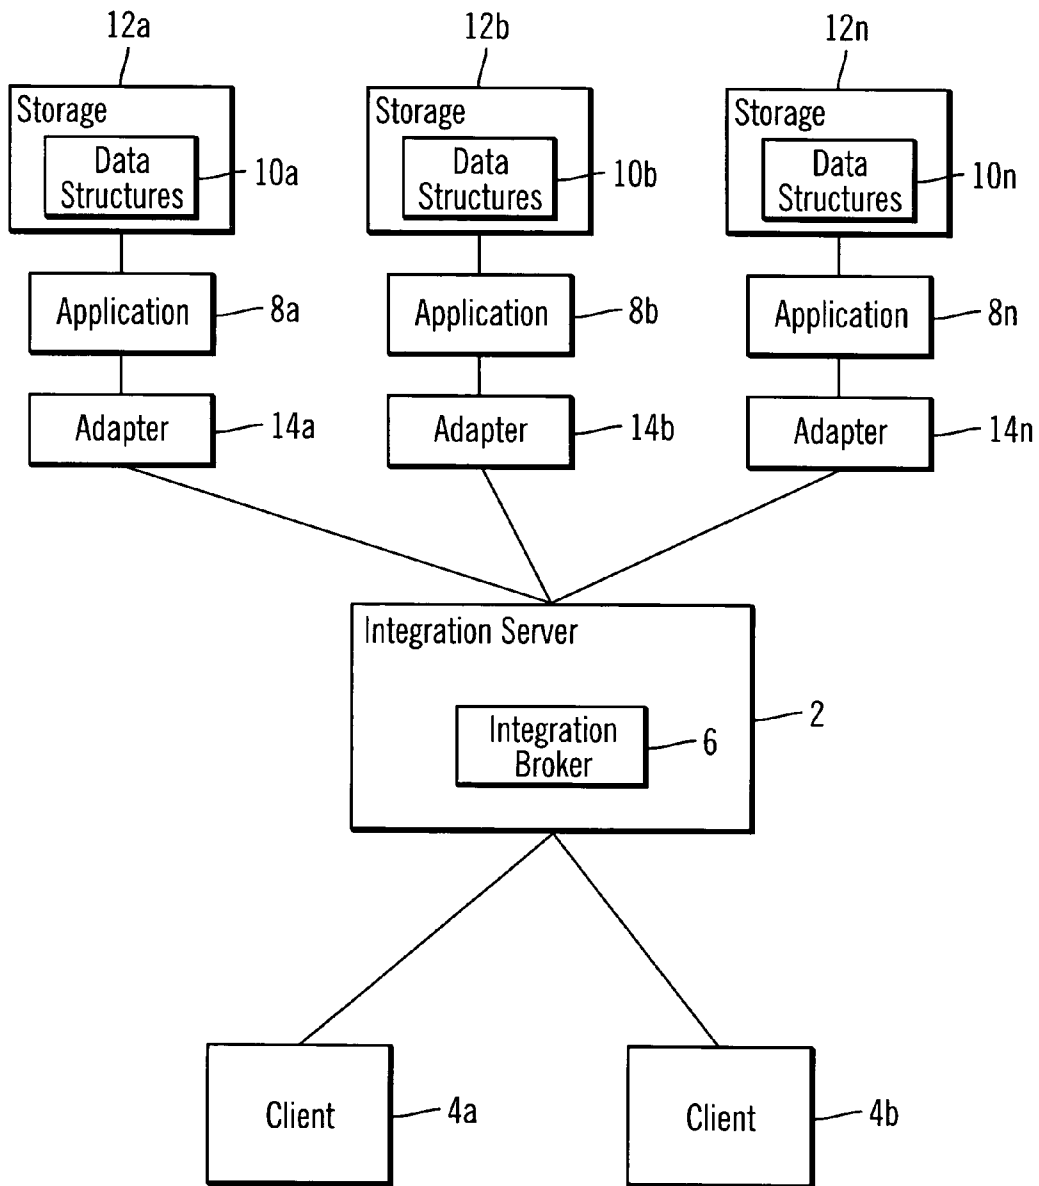 12a
12b
12n
Storage
Data
Structures
10a
Storage
Data
Structures
10b
Storage
Data
Structures
10n
Application
8a
Application
8b
Application
8n
Adapter
14a
Adapter
14b
Adapter
14n
Integration Server
Integration
Broker
6
2
Client
4a
Client
4b